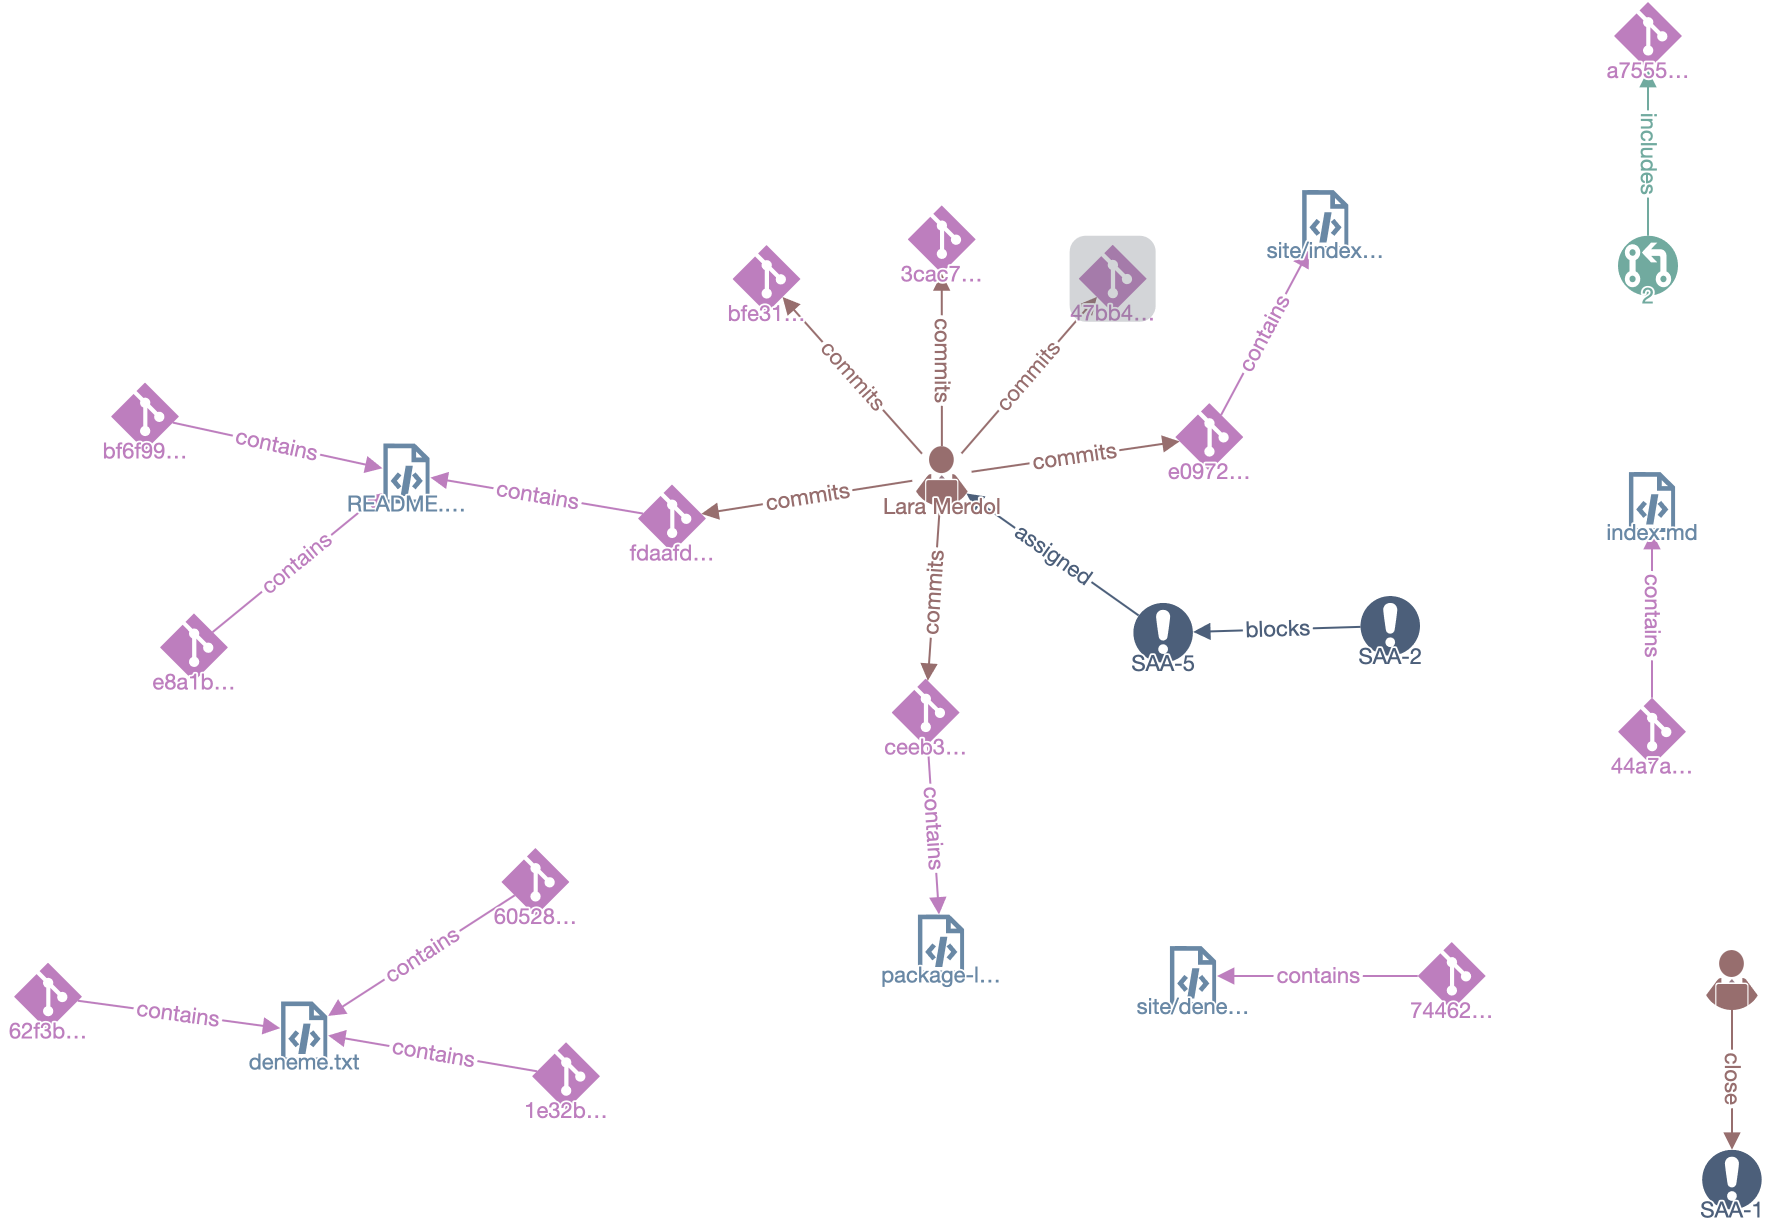 a7555…
includes
2
site/index…
contains
3cac7…
bfe31…
47bb4…
commits
commits
commits
commits
e0972…
bf6f99…
contains
README.…
contains
fdaafd…
commits
Lara Merdol
contains
e8a1b…
commits
assigned
SAA-5
blocks
SAA-2
index.md
contains
44a7a…
ceeb3…
contains
package-l…
60528…
contains
62f3b…
contains
deneme.txt
contains
1e32b…
site/dene…
contains
74462…
close
SAA-1